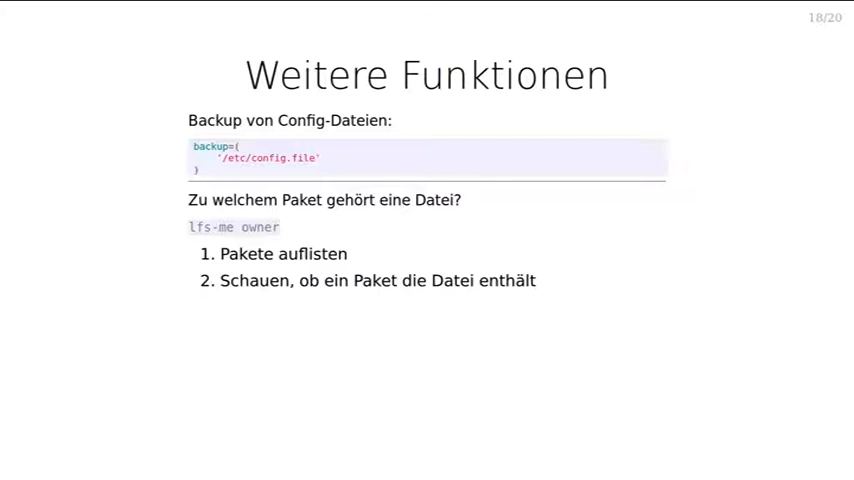 18/20
Weitere Funktionen
Backup von Config-Dateien:
backup=(
'/etc/config.file'
)
Zu welchem Paket gehört eine Datei?
lfs-me owner
1. Pakete auflisten
2. Schauen, ob ein Paket die Datei enthält